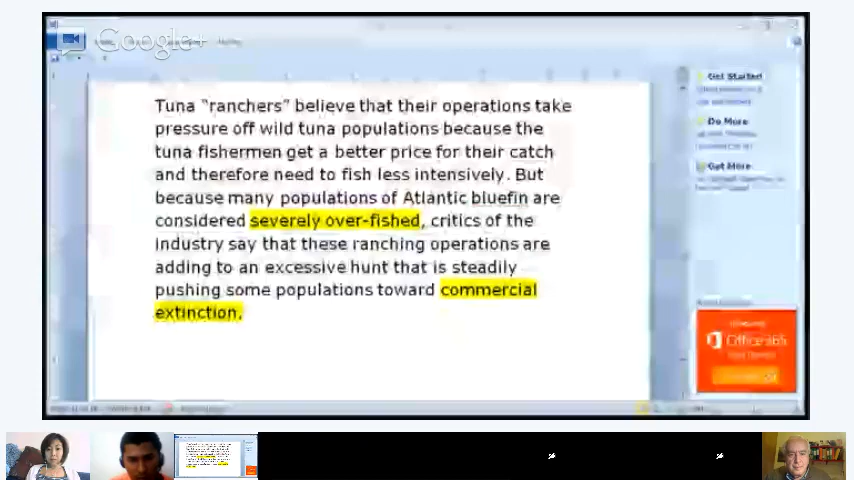 Google+
Tuna “ranchers” believe that their operations take
pressure off wild tuna populations because the
tuna fishermen get a better price for their catch
and therefore need to fish less intensively. But
because many populations of Atlantic bluefin are
considered severely over-fished, critics of the
industry say that these ranching operations are
adding to an excessive hunt that is steadily
pushing some populations toward commercial
extinction.
Get Started
Do More
Get More
Office 365